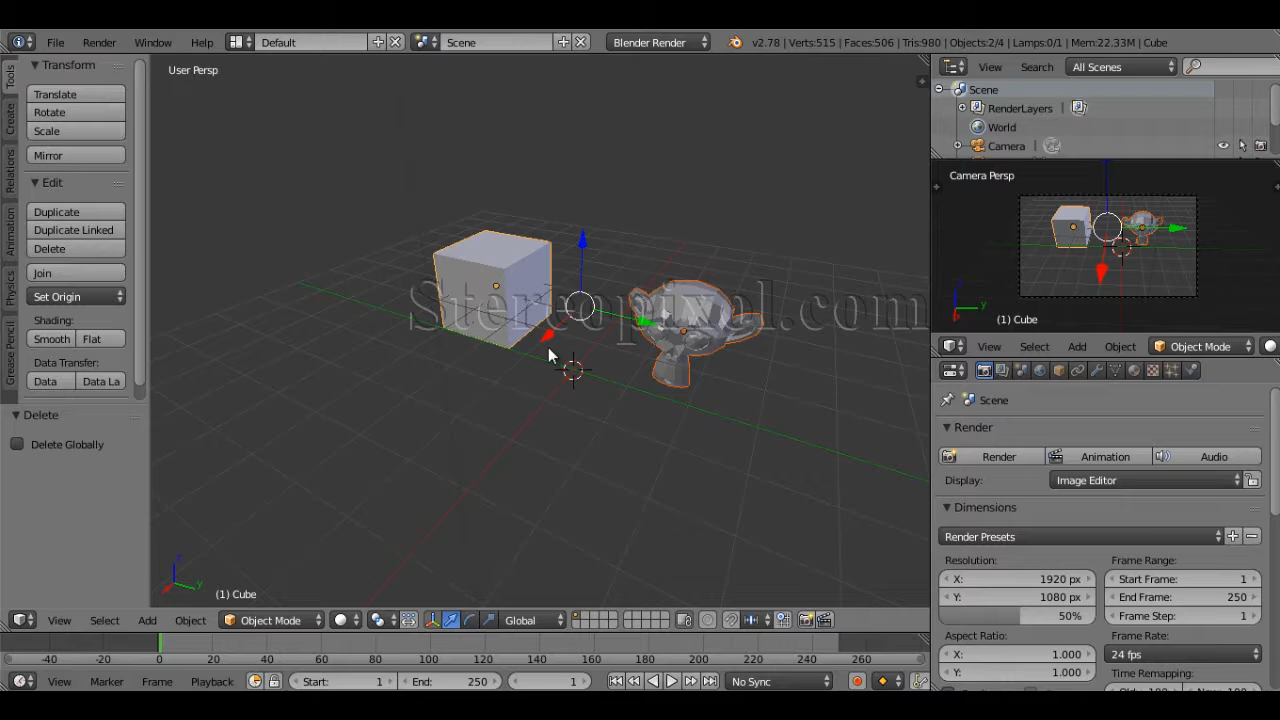 File Render Window Help Default Scene Blender Render v2.78 | Verts:515 | Faces:506 | Tris:980 | Objects:2/4 | Lamps:0/1 | Mem:22.33M | Cube
Tools
Create
Relations
Animation
Physics
Grease Pencil
Transform
Translate
Rotate
Scale
Mirror
Edit
Duplicate
Duplicate Linked
Delete
Join
Set Origin
Shading:
Smooth Flat
Data Transfer:
Data Data La
Delete
Delete Globally
User Persp
Stereopixel.com
z
y
(1) Cube
View Select Add Object Object Mode Global
View Search All Scenes
Scene
RenderLayers
World
Camera
Camera Persp
z
y
(1) Cube
View Select Add Object Object Mode
Scene
Render
Render Animation Audio
Display: Image Editor
Dimensions
Render Presets
Resolution: Frame Range:
X: 1920 px Start Frame: 1
Y: 1080 px End Frame: 250
50% Frame Step: 1
Aspect Ratio: Frame Rate:
X: 1.000 24 fps
Y: 1.000 Time Remapping:
-40 -20 0 20 40 60 80 100 120 140 160 180 200 220 240 260
View Marker Frame Playback Start: 1 End: 250 1 No Sync